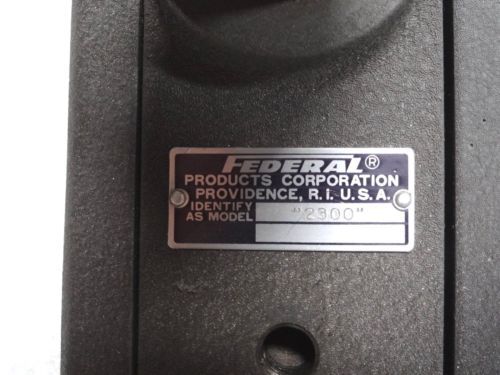 FEDERAL®
PRODUCTS CORPORATION
PROVIDENCE, R.I. U.S.A.
IDENTIFY
AS MODEL "2300"